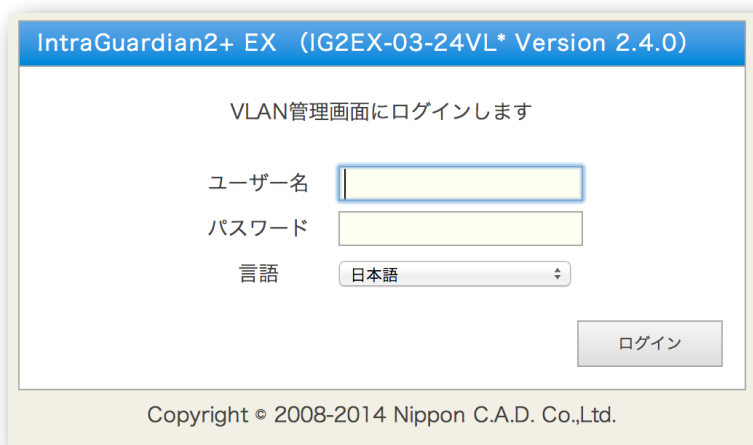 IntraGuardian2+ EX （IG2EX-03-24VL* Version 2.4.0）
VLAN管理画面にログインします
ユーザー名
パスワード
言語 日本語
ログイン
Copyright © 2008-2014 Nippon C.A.D. Co.,Ltd.